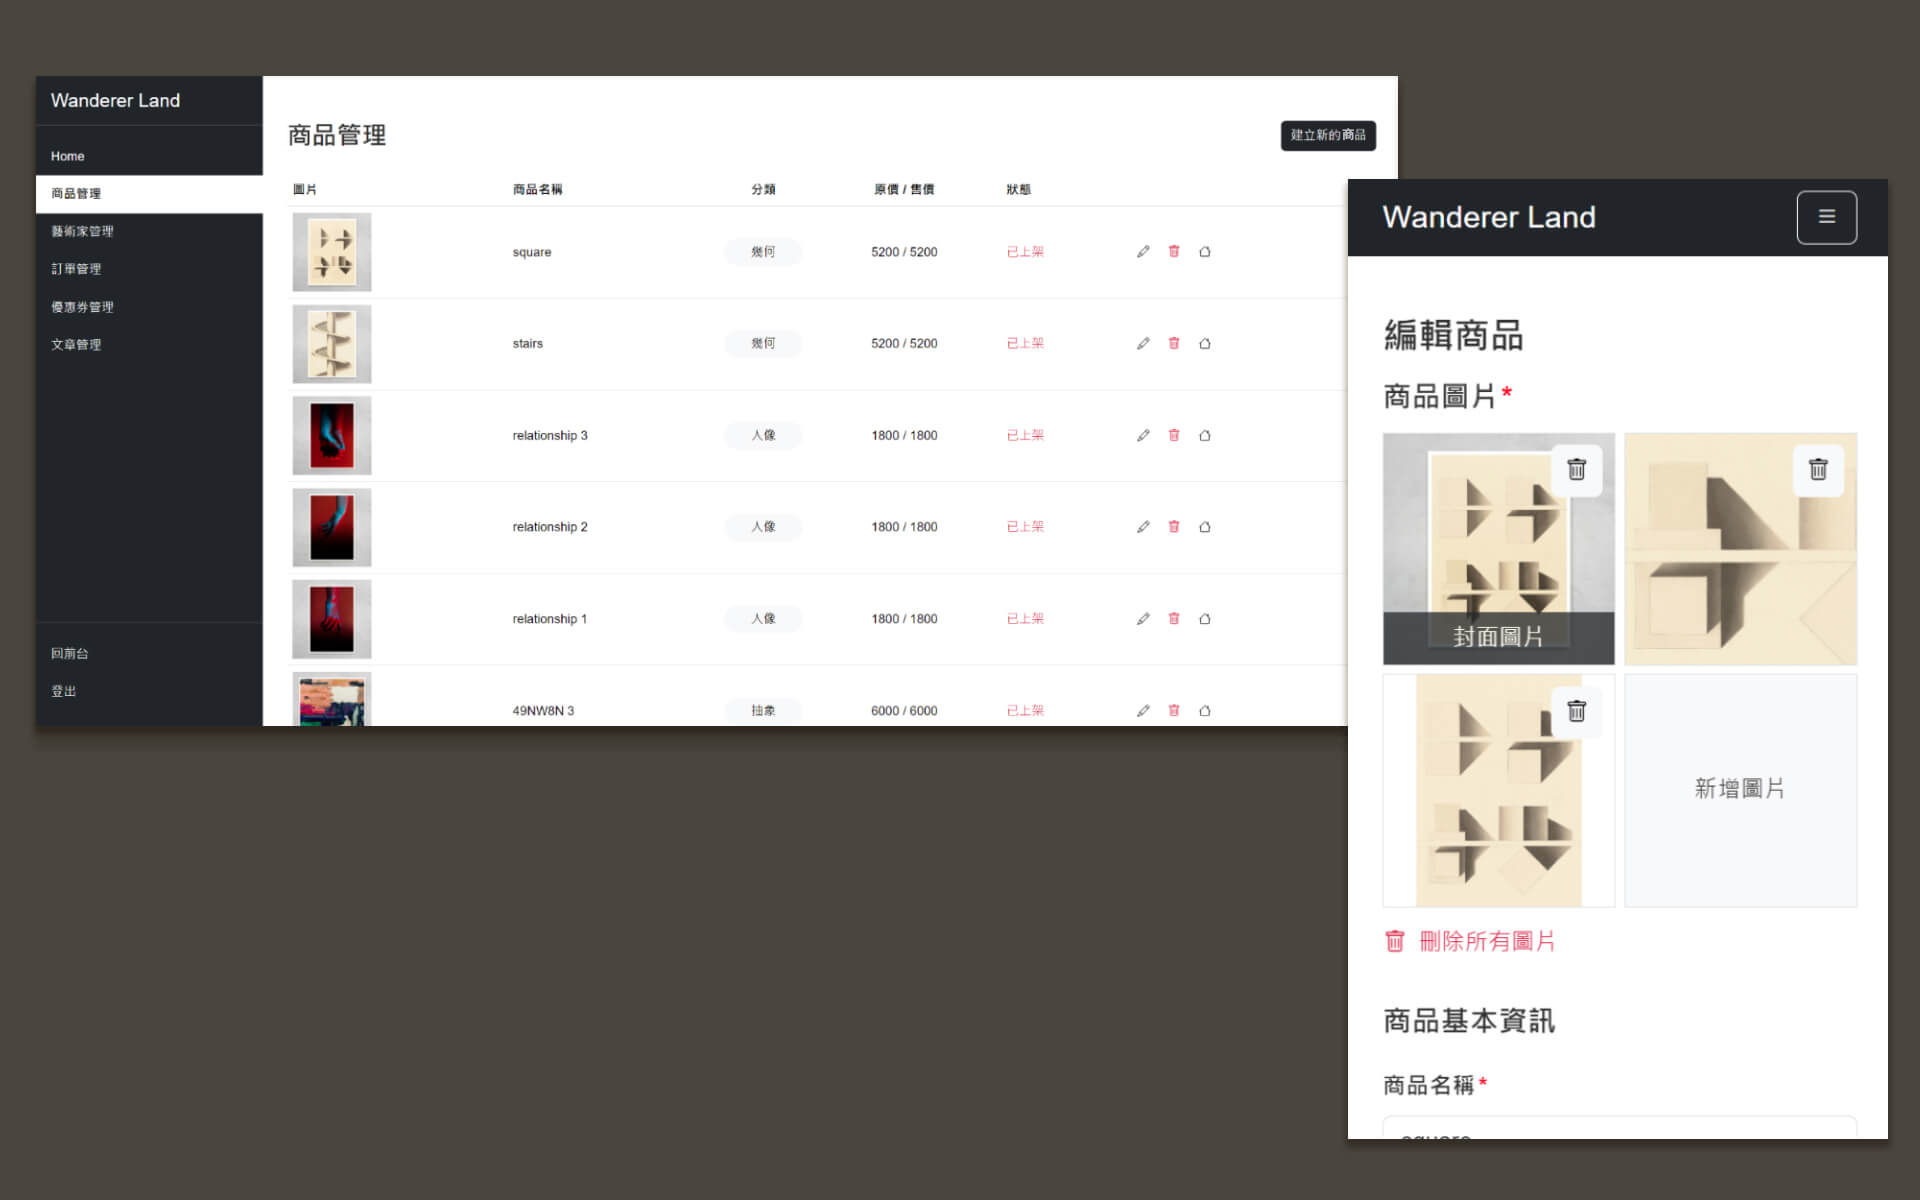 Wanderer Land
Home
商品管理
藝術家管理
訂單管理
優惠券管理
文章管理
回前台
登出
商品管理
建立新的商品
圖片 商品名稱 分類 原價 / 售價 狀態
square 幾何 5200 / 5200 已上架
stairs 幾何 5200 / 5200 已上架
relationship 3 人像 1800 / 1800 已上架
relationship 2 人像 1800 / 1800 已上架
relationship 1 人像 1800 / 1800 已上架
49NW8N 3 抽象 6000 / 6000 已上架
Wanderer Land
編輯商品
商品圖片*
封面圖片
新增圖片
刪除所有圖片
商品基本資訊
商品名稱*
square